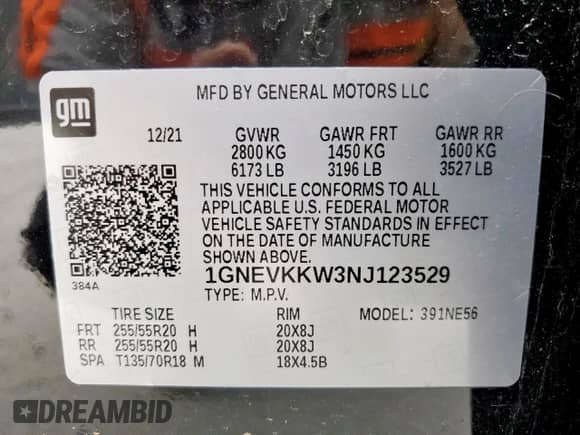 gm
MFD BY GENERAL MOTORS LLC
12/21 GVWR GAWR FRT GAWR RR
2800 KG 1450 KG 1600 KG
6173 LB 3196 LB 3527 LB
THIS VEHICLE CONFORMS TO ALL
APPLICABLE U.S. FEDERAL MOTOR
VEHICLE SAFETY STANDARDS IN EFFECT
ON THE DATE OF MANUFACTURE
SHOWN ABOVE.
384A
1GNEVKKW3NJ123529
TYPE: M.P.V.
TIRE SIZE RIM MODEL: 391NE56
FRT 255/55R20 H 20X8J
RR 255/55R20 H 20X8J
SPA T135/70R18 M 18X4.5B
DREAMBID